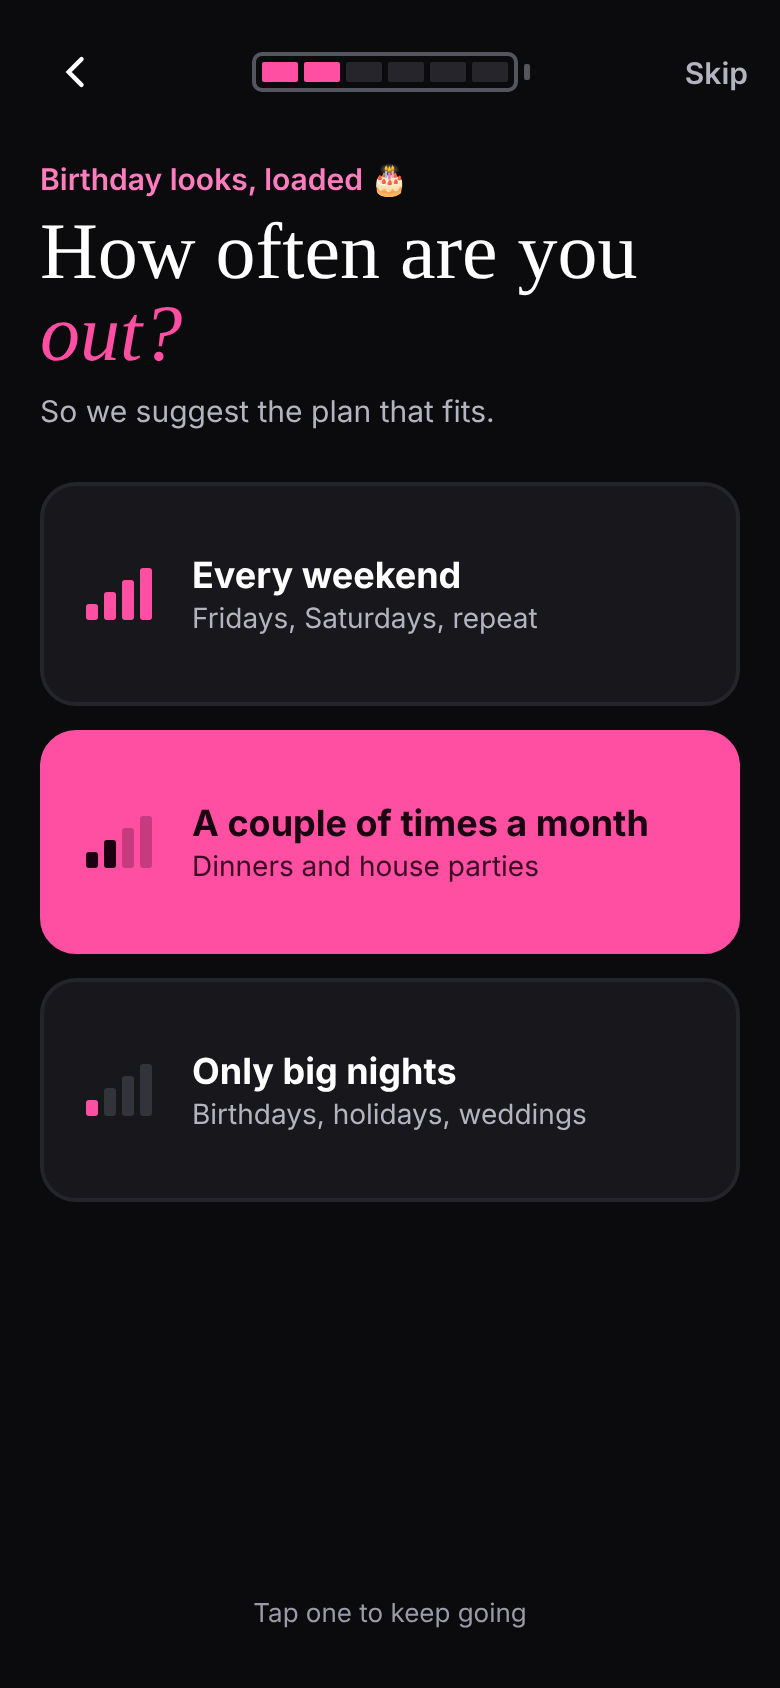 Skip
Birthday looks, loaded 🎂
How often are you
out?
So we suggest the plan that fits.
Every weekend
Fridays, Saturdays, repeat
A couple of times a month
Dinners and house parties
Only big nights
Birthdays, holidays, weddings
Tap one to keep going